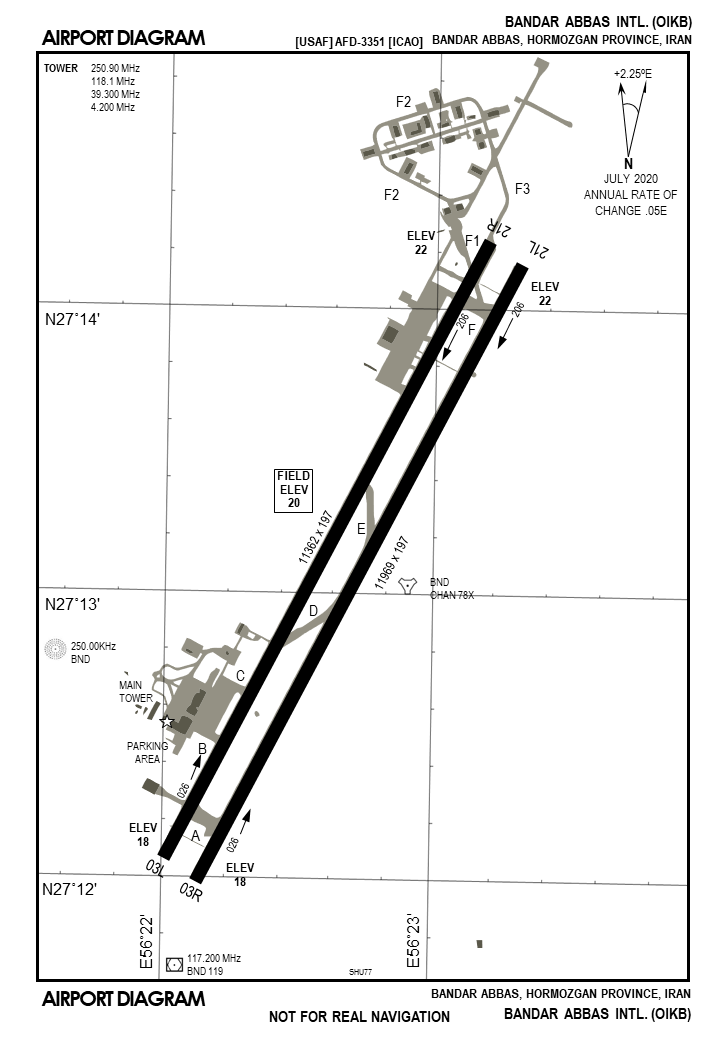 BANDAR ABBAS INTL. (OIKB)
AIRPORT DIAGRAM
[USAF] AFD-3351 [ICAO] BANDAR ABBAS, HORMOZGAN PROVINCE, IRAN
TOWER 250.90 MHz
118.1 MHz
39.300 MHz
4.200 MHz
+2.25ºE
N
JULY 2020
ANNUAL RATE OF
CHANGE .05E
F2
F2
F3
ELEV
22
F1
21R
21L
ELEV
22
N27°14'
F
206
206
FIELD
ELEV
20
11362 x 197
E
11969 x 197
BND
CHAN 78X
N27°13'
D
250.00KHz
BND
C
MAIN
TOWER
PARKING
AREA
B
026
026
ELEV
18
A
03L
ELEV
18
03R
N27°12'
E56°22'
E56°23'
117.200 MHz
BND 119
SHU77
AIRPORT DIAGRAM
BANDAR ABBAS, HORMOZGAN PROVINCE, IRAN
NOT FOR REAL NAVIGATION
BANDAR ABBAS INTL. (OIKB)